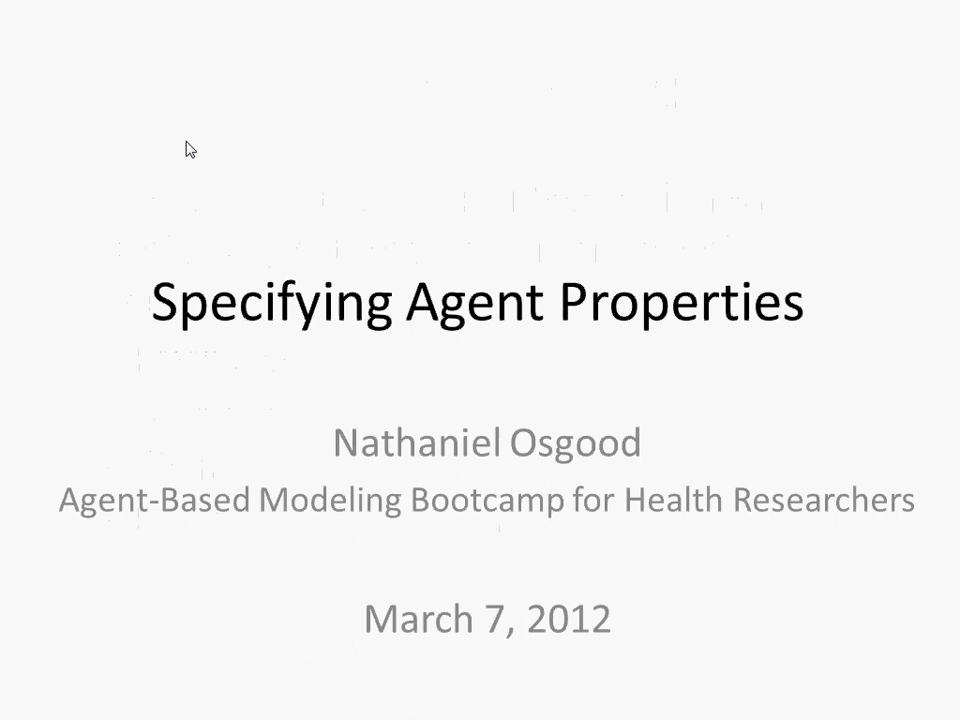 Specifying Agent Properties
Nathaniel Osgood
Agent-Based Modeling Bootcamp for Health Researchers
March 7, 2012